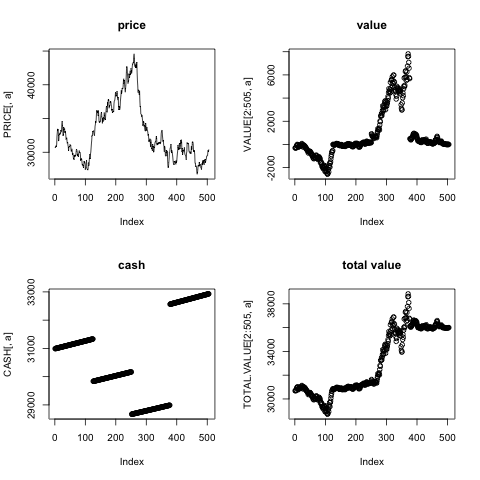 price
PRICE[, a]
30000 40000
0 100 200 300 400 500
Index
value
VALUE[2:505, a]
-2000 2000 6000
0 100 200 300 400 500
Index
cash
CASH[, a]
29000 31000 33000
0 100 200 300 400 500
Index
total value
TOTAL.VALUE[2:505, a]
30000 34000 38000
0 100 200 300 400 500
Index